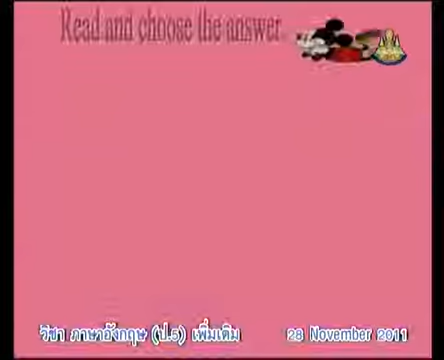 Read and choose the answer.
วิชา ภาษาอังกฤษ (ป.5) เพิ่มเติม 28 November 2011